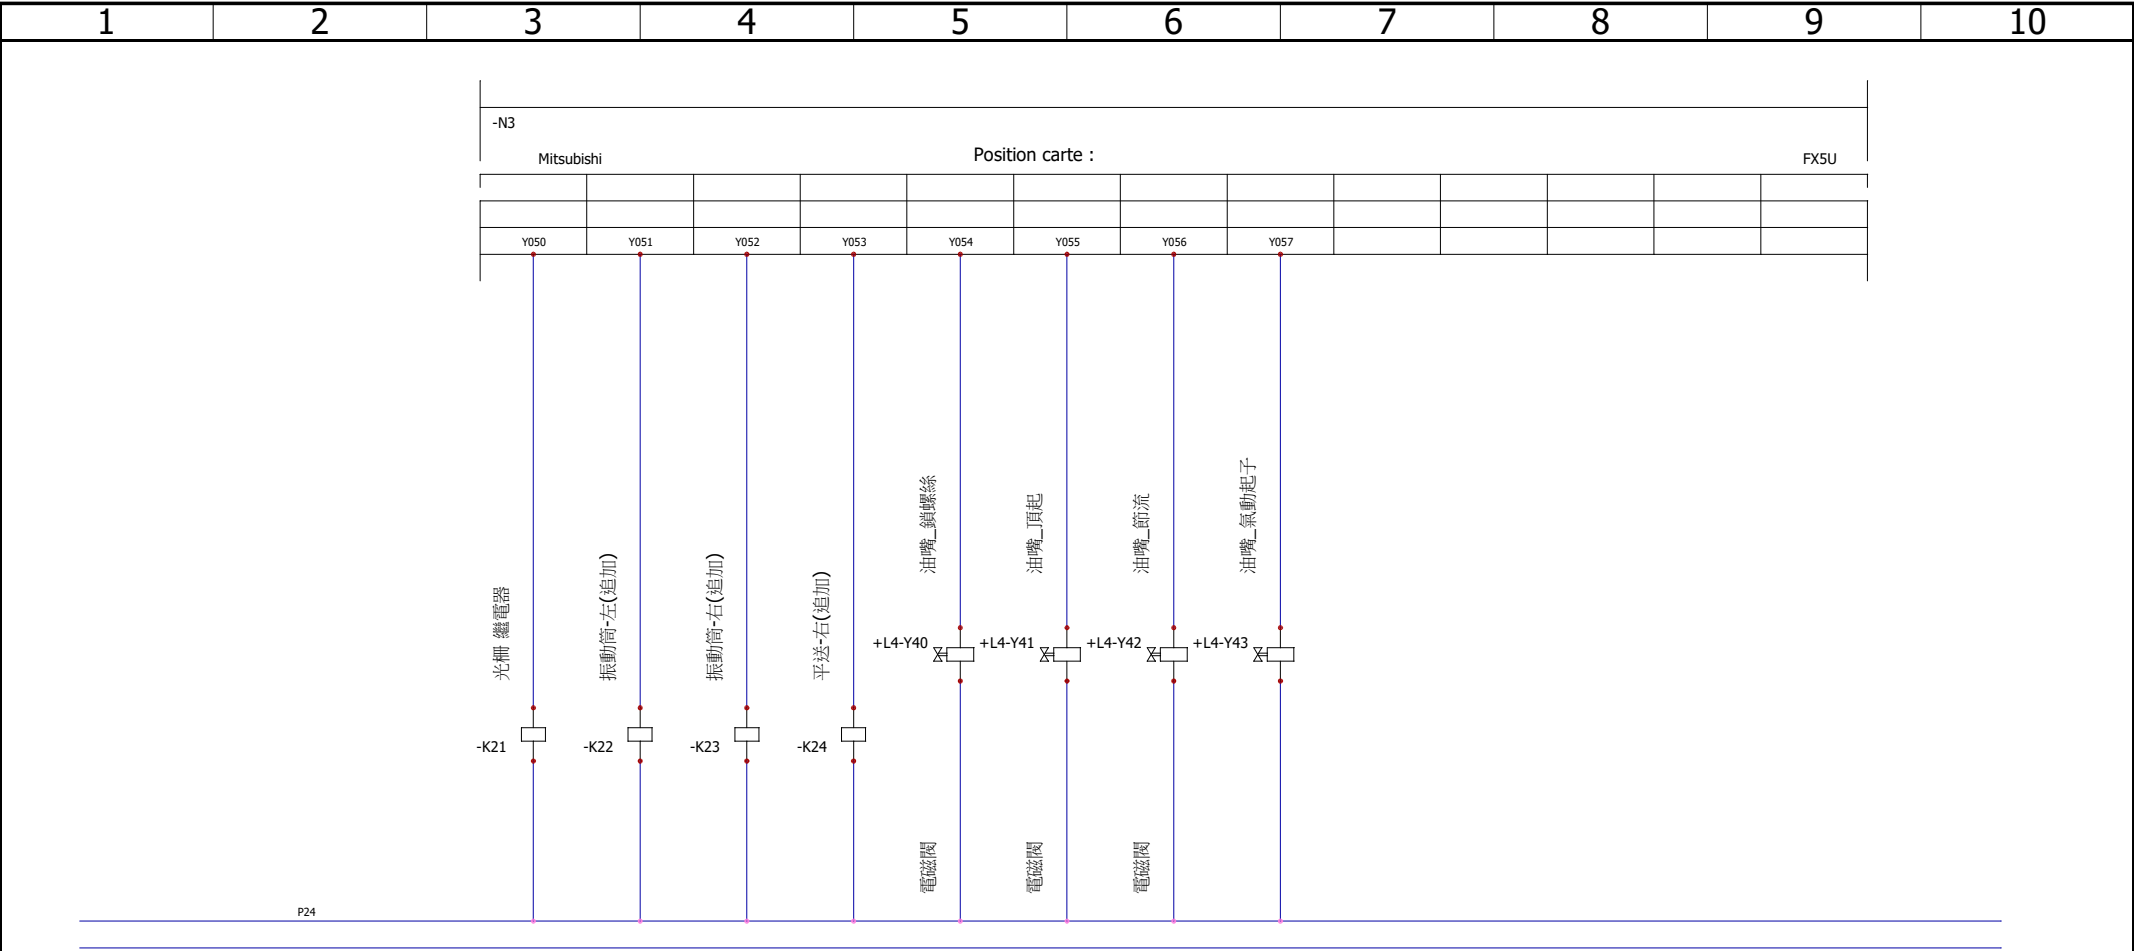 1 2 3 4 5 6 7 8 9 10
-N3
Mitsubishi Position carte : FX5U
Y050 Y051 Y052 Y053 Y054 Y055 Y056 Y057
光柵 繼電器
振動筒-左(追加)
振動筒-右(追加)
平送-右(追加)
油嘴_鎖螺絲
油嘴_頂起
油嘴_節流
油嘴_氣動起子
+L4-Y40 +L4-Y41 +L4-Y42 +L4-Y43
-K21 -K22 -K23 -K24
電磁閥 電磁閥 電磁閥
P24